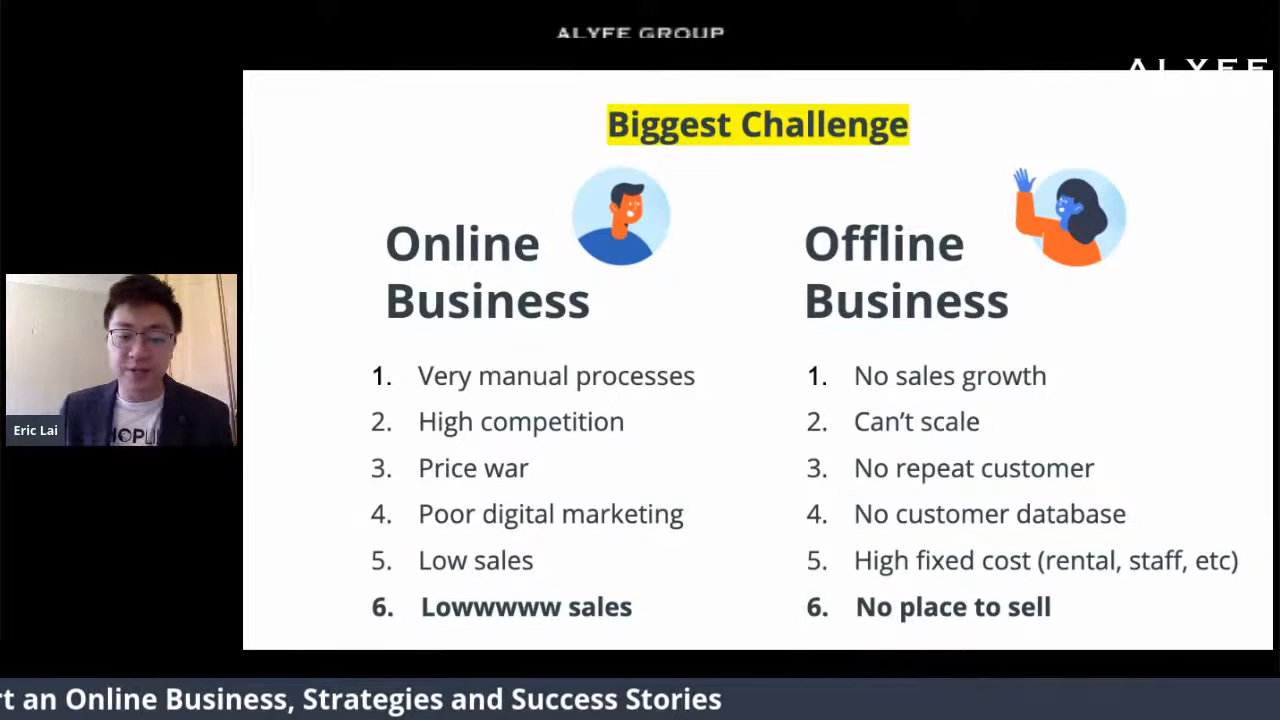 ALYFE GROUP
ALYFE
Biggest Challenge
Online
Business
1. Very manual processes
2. High competition
3. Price war
4. Poor digital marketing
5. Low sales
6. Lowwwww sales
Offline
Business
1. No sales growth
2. Can’t scale
3. No repeat customer
4. No customer database
5. High fixed cost (rental, staff, etc)
6. No place to sell
HOPLI
Eric Lai
rt an Online Business, Strategies and Success Stories